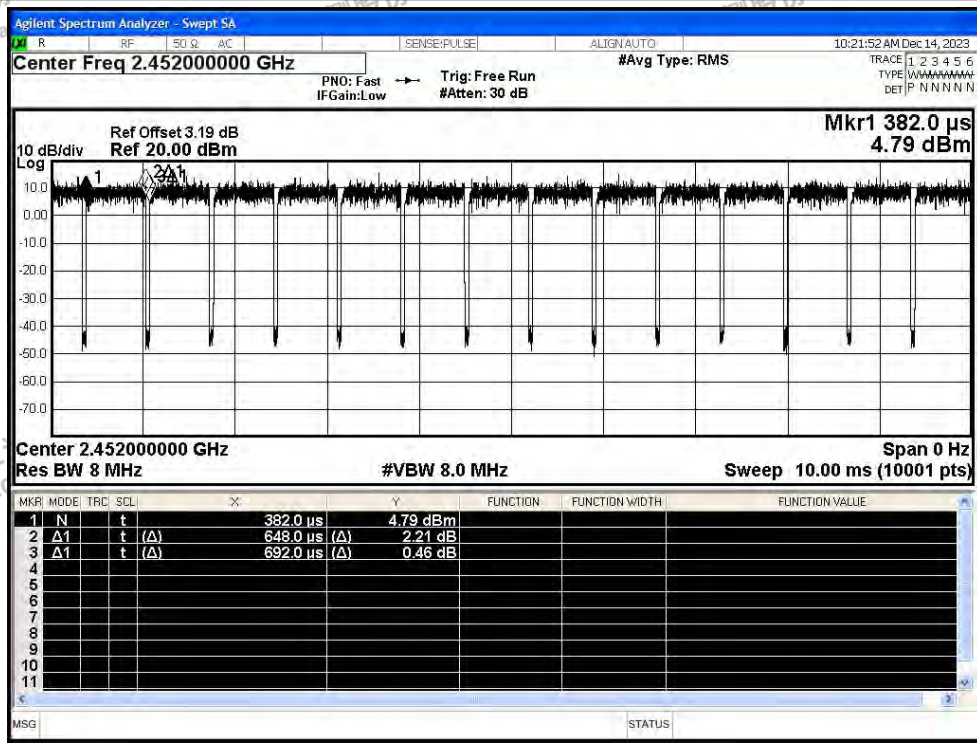 Agilent Spectrum Analyzer - Swept SA
LXI R RF 50 Ω AC SENSE:PULSE ALIGN AUTO 10:21:52 AM Dec 14, 2023
Center Freq 2.452000000 GHz
PNO: Fast
IFGain:Low
Trig: Free Run
#Atten: 30 dB
#Avg Type: RMS
TRACE 1 2 3 4 5 6
TYPE WWWWWW
DET P N N N N N
Mkr1 382.0 µs
4.79 dBm
Ref Offset 3.19 dB
10 dB/div Ref 20.00 dBm
Log
1
2Δ1
3Δ1
10.0
0.00
-10.0
-20.0
-30.0
-40.0
-50.0
-60.0
-70.0
Center 2.452000000 GHz Span 0 Hz
Res BW 8 MHz #VBW 8.0 MHz Sweep 10.00 ms (10001 pts)
MKR MODE TRC SCL X Y FUNCTION FUNCTION WIDTH FUNCTION VALUE
1 N t 382.0 µs 4.79 dBm
2 Δ1 t (Δ) 648.0 µs (Δ) 2.21 dB
3 Δ1 t (Δ) 692.0 µs (Δ) 0.46 dB
4
5
6
7
8
9
10
11
MSG STATUS